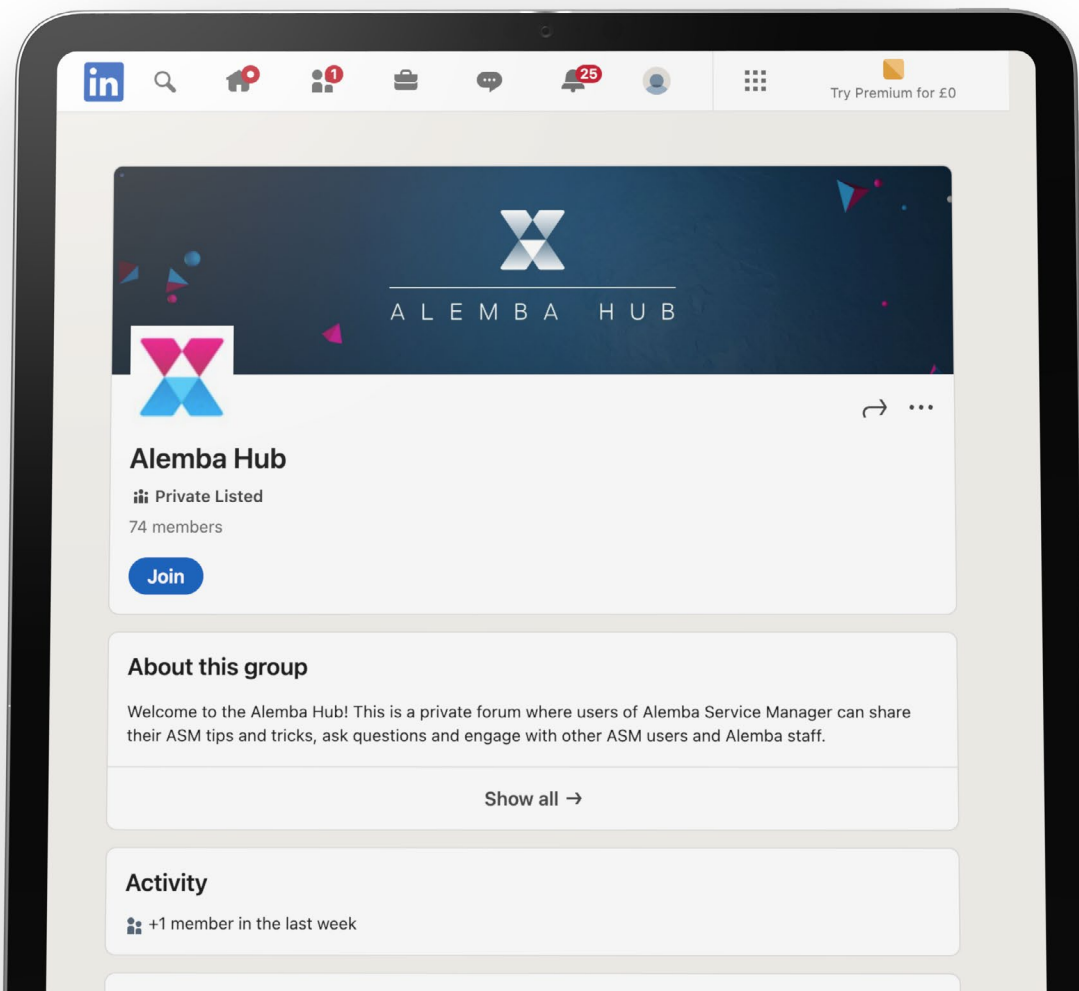 in
1
25
Try Premium for £0
ALEMBA HUB
Alemba Hub
Private Listed
74 members
Join
About this group
Welcome to the Alemba Hub! This is a private forum where users of Alemba Service Manager can share
their ASM tips and tricks, ask questions and engage with other ASM users and Alemba staff.
Show all →
Activity
+1 member in the last week